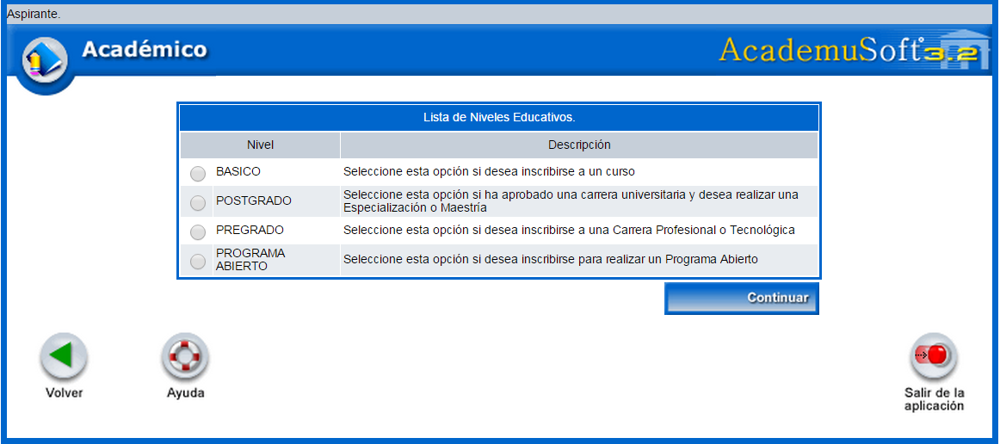 Aspirante.
Académico
AcademuSoft 3.2
Lista de Niveles Educativos.
Nivel Descripción
BASICO Seleccione esta opción si desea inscribirse a un curso
POSTGRADO Seleccione esta opción si ha aprobado una carrera universitaria y desea realizar una
Especialización o Maestría
PREGRADO Seleccione esta opción si desea inscribirse a una Carrera Profesional o Tecnológica
PROGRAMA
ABIERTO Seleccione esta opción si desea inscribirse para realizar un Programa Abierto
Continuar
Volver
Ayuda
Salir de la
aplicación